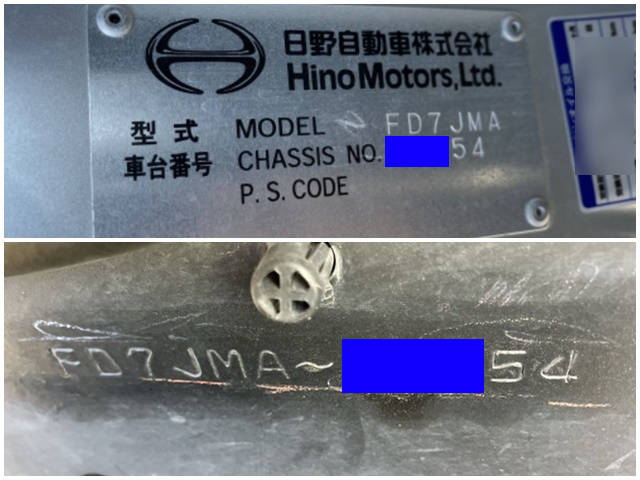 日野自動車株式会社
Hino Motors, Ltd.
型式 MODEL ~ FD7JMA
車台番号 CHASSIS NO. 54
P.S.CODE
FD7JMA~ 54